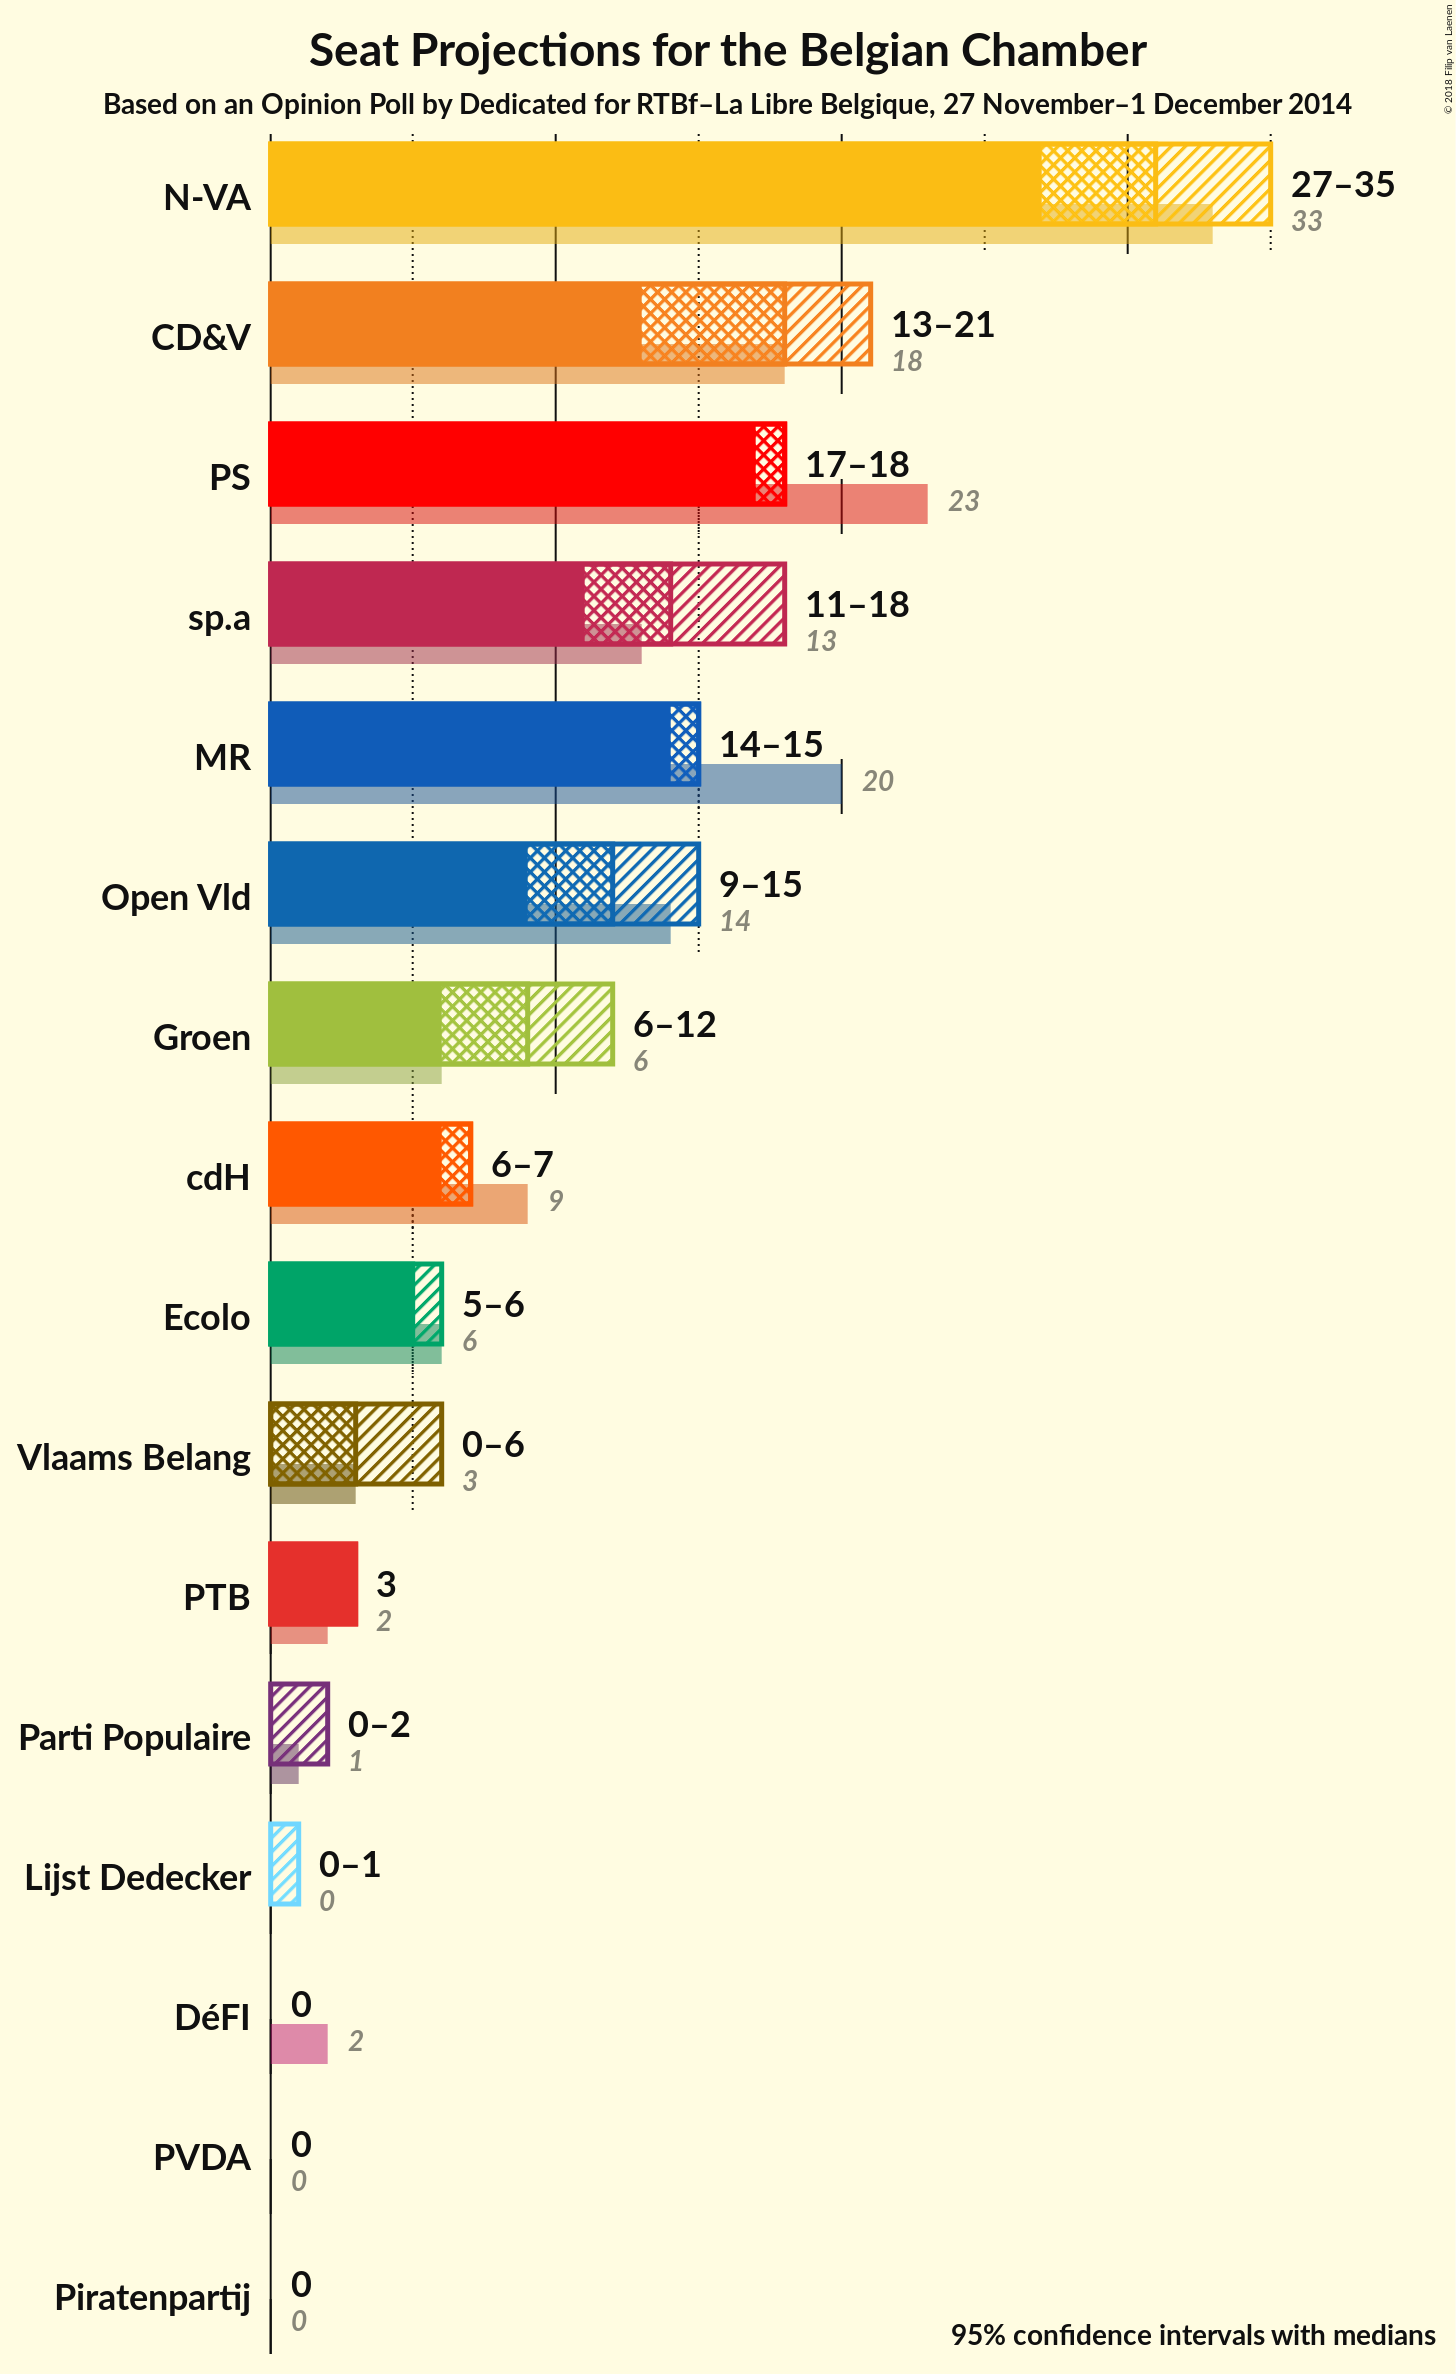 Seat Projections for the Belgian Chamber
Based on an Opinion Poll by Dedicated for RTBf–La Libre Belgique, 27 November–1 December 2014
© 2018 Filip van Laenen
N-VA
27–35
33
CD&V
13–21
18
PS
17–18
23
sp.a
11–18
13
MR
14–15
20
Open Vld
9–15
14
Groen
6–12
6
cdH
6–7
9
Ecolo
5–6
6
Vlaams Belang
0–6
3
PTB
3
2
Parti Populaire
0–2
1
Lijst Dedecker
0–1
0
DéFI
0
2
PVDA
0
0
Piratenpartij
0
0
95% confidence intervals with medians